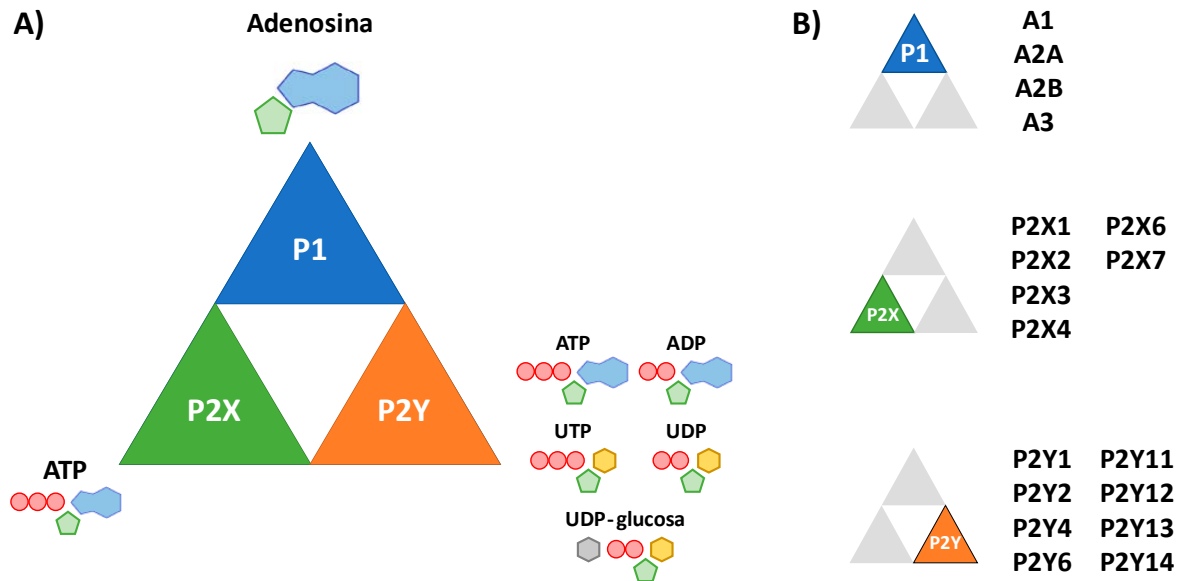 A)
Adenosina
P1
P2X
P2Y
ATP
ATP ADP
UTP UDP
UDP-glucosa
B)
P1
A1
A2A
A2B
A3
P2X
P2X1 P2X6
P2X2 P2X7
P2X3
P2X4
P2Y
P2Y1 P2Y11
P2Y2 P2Y12
P2Y4 P2Y13
P2Y6 P2Y14